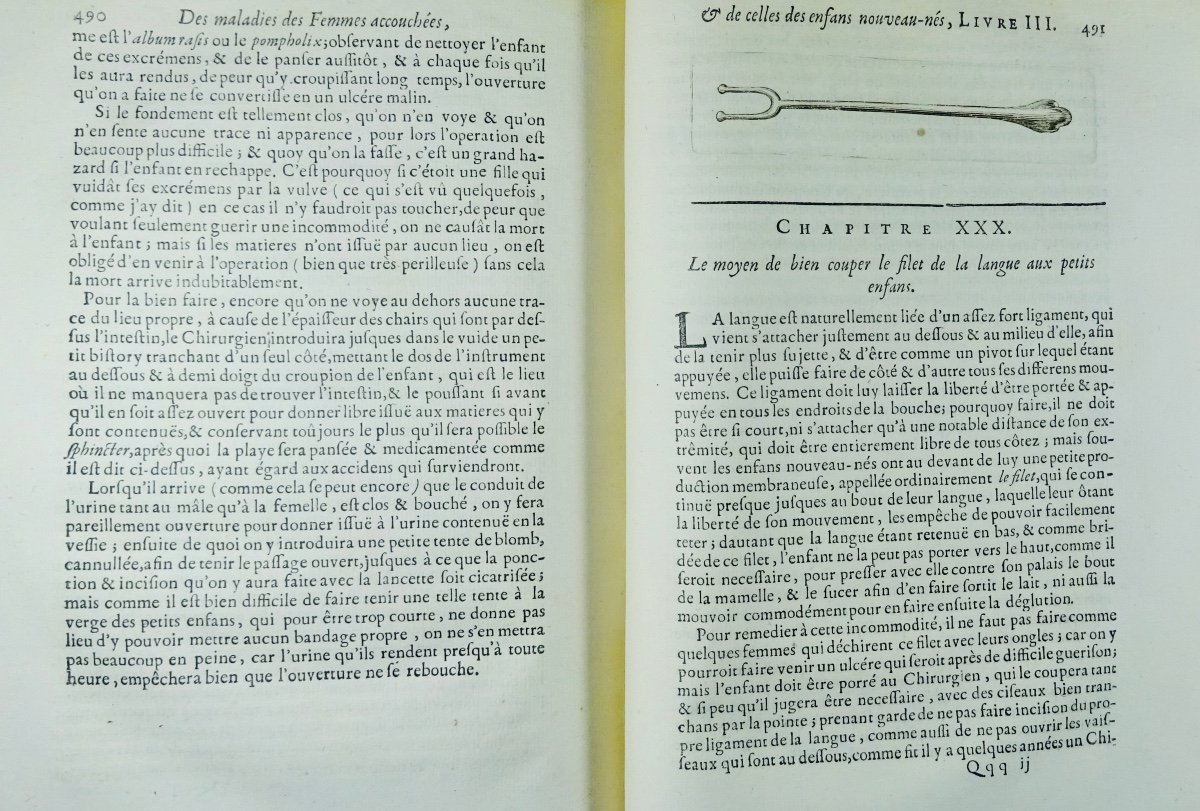 490 Des maladies des Femmes accouchées,
me eſt l'album raſis ou le pompholix; obſervant de nettoyer l'enfant
de ces excrémens, & de le panſer auſſitôt, & à chaque fois qu'il
les aura rendus, de peur qu'y croupiſſant long temps, l'ouverture
qu'on a faite ne ſe convertiſſe en un ulcére malin.
Si le fondement eſt tellement clos, qu'on n'en voye & qu'on
n'en ſente aucune trace ni apparence, pour lors l'operation eſt
beaucoup plus difficile; & quoy qu'on la faſſe, c'eſt un grand ha-
zard ſi l'enfant en rechappe. C'eſt pourquoy ſi c'étoit une fille qui
vuidât ſes excrémens par la vulve (ce qui s'eſt vû quelquefois,
comme j'ay dit) en ce cas il n'y faudroit pas toucher, de peur que
voulant ſeulement guerir une incommodité, on ne cauſât la mort
à l'enfant; mais ſi les matieres n'ont iſſuë par aucun lieu, on eſt
obligé d'en venir à l'operation (bien que très perilleuſe) ſans cela
la mort arrive indubitablement.
Pour la bien faire, encore qu'on ne voye au dehors aucune tra-
ce du lieu propre, à cauſe de l'épaiſſeur des chairs qui ſont par deſ-
ſus l'inteſtin, le Chirurgien introduira juſques dans le vuide un pe-
tit biſtory tranchant d'un ſeul côté, mettant le dos de l'inſtrument
au deſſous & à demi doigt du croupion de l'enfant, qui eſt le lieu
où il ne manquera pas de trouver l'inteſtin, & le pouſſant ſi avant
qu'il en ſoit aſſez ouvert pour donner libre iſſuë aux matieres qui y
ſont contenuës, & conſervant toûjours le plus qu'il ſera poſſible le
ſphincter, après quoi la playe ſera panſée & medicamentée comme
il eſt dit ci-deſſus, ayant égard aux accidens qui ſurviendront.
Lorſqu'il arrive (comme cela ſe peut encore) que le conduit de
l'urine tant au mâle qu'à la femelle, eſt clos & bouché, on y fera
pareillement ouverture pour donner iſſuë à l'urine contenuë en la
veſſie; enſuite de quoi on y introduira une petite tente de blomb,
cannullée, afin de tenir le paſſage ouvert, juſques à ce que la ponc-
tion & inciſion qu'on y aura faite avec la lancette ſoit cicatriſée;
mais comme il eſt bien difficile de faire tenir une telle tente à la
verge des petits enfans, qui pour être trop courte, ne donne pas
lieu d'y pouvoir mettre aucun bandage propre, on ne s'en mettra
pas beaucoup en peine, car l'urine qu'ils rendent preſqu'à toute
heure, empêchera bien que l'ouverture ne ſe rebouche.
& de celles des enfans nouveau-nés, LIVRE III. 491
CHAPITRE XXX.
Le moyen de bien couper le filet de la langue aux petits
enfans.
LA langue eſt naturellement liée d'un aſſez fort ligament, qui
vient s'attacher juſtement au deſſous & au milieu d'elle, afin
de la tenir plus ſujette, & d'être comme un pivot ſur lequel étant
appuyée, elle puiſſe faire de côté & d'autre tous ſes differens mou-
vemens. Ce ligament doit luy laiſſer la liberté d'être portée & ap-
puyée en tous les endroits de la bouche; pourquoy faire, il ne doit
pas être ſi court, ni s'attacher qu'à une notable diſtance de ſon ex-
trêmité, qui doit être entierement libre de tous côtez; mais ſou-
vent les enfans nouveau-nés ont au devant de luy une petite pro-
duction membraneuſe, appellée ordinairement le filet, qui ſe con-
tinuë preſque juſques au bout de leur langue, laquelle leur ôtant
la liberté de ſon mouvement, les empêche de pouvoir facilement
teter; dautant que la langue étant retenuë en bas, & comme bri-
dée de ce filet, l'enfant ne la peut pas porter vers le haut, comme il
ſeroit neceſſaire, pour preſſer avec elle contre ſon palais le bout
de la mamelle, & le ſucer afin d'en faire ſortit le lait, ni auſſi la
mouvoir commodément pour en faire enſuite la déglution.
Pour remedier à cette incommodité, il ne faut pas faire comme
quelques femmes qui déchirent ce filet avec leurs ongles; car on y
pourroit faire venir un ulcére qui ſeroit après de difficile gueriſon;
mais l'enfant doit être porré au Chirurgien, qui le coupera tant
& ſi peu qu'il jugera être neceſſaire, avec des ciſeaux bien tran-
chans par la pointe; prenant garde de ne pas faire inciſion du pro-
pre ligament de la langue, comme auſſi de ne pas ouvrir les vaiſ-
ſeaux qui ſont au deſſous, comme fit il y a quelques années un Chi-
Qqq ij